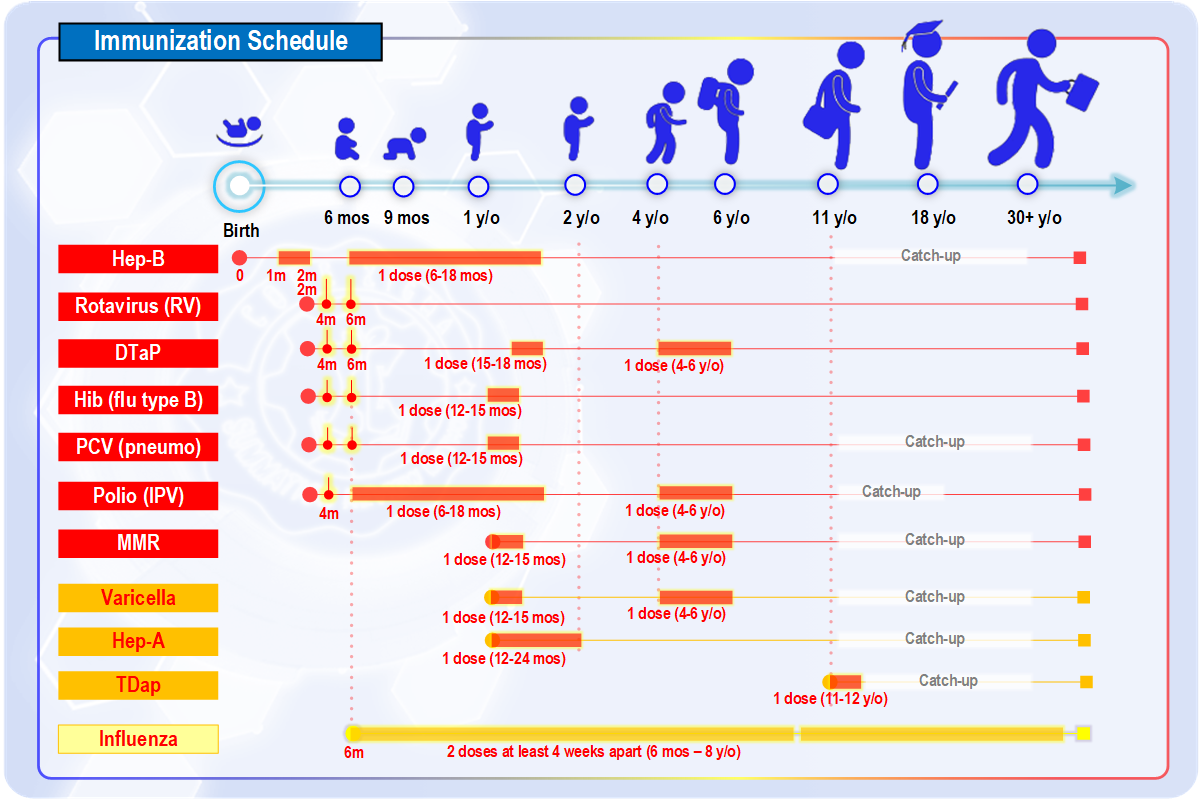 Immunization Schedule
6 mos
9 mos
1 y/o
2 y/o
4 y/o
6 y/o
11 y/o
18 y/o
30+ y/o
Birth
Hep-B
Catch-up
0
1m
2m
1 dose (6-18 mos)
2m
Rotavirus (RV)
4m
6m
DTaP
4m
6m
1 dose (15-18 mos)
1 dose (4-6 y/o)
Hib (flu type B)
1 dose (12-15 mos)
PCV (pneumo)
Catch-up
1 dose (12-15 mos)
Polio (IPV)
Catch-up
4m
1 dose (6-18 mos)
1 dose (4-6 y/o)
MMR
Catch-up
1 dose (12-15 mos)
1 dose (4-6 y/o)
Varicella
Catch-up
1 dose (12-15 mos)
1 dose (4-6 y/o)
Hep-A
Catch-up
1 dose (12-24 mos)
TDap
Catch-up
1 dose (11-12 y/o)
Influenza
6m
2 doses at least 4 weeks apart (6 mos – 8 y/o)